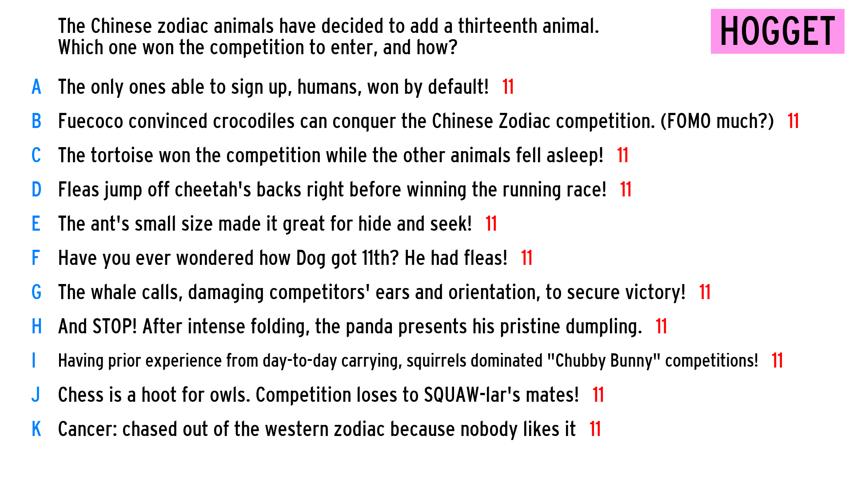 The Chinese zodiac animals have decided to add a thirteenth animal.
Which one won the competition to enter, and how?
HOGGET
A The only ones able to sign up, humans, won by default! 11
B Fuecoco convinced crocodiles can conquer the Chinese Zodiac competition. (FOMO much?) 11
C The tortoise won the competition while the other animals fell asleep! 11
D Fleas jump off cheetah's backs right before winning the running race! 11
E The ant's small size made it great for hide and seek! 11
F Have you ever wondered how Dog got 11th? He had fleas! 11
G The whale calls, damaging competitors' ears and orientation, to secure victory! 11
H And STOP! After intense folding, the panda presents his pristine dumpling. 11
I Having prior experience from day-to-day carrying, squirrels dominated "Chubby Bunny" competitions! 11
J Chess is a hoot for owls. Competition loses to SQUAW-lar's mates! 11
K Cancer: chased out of the western zodiac because nobody likes it 11